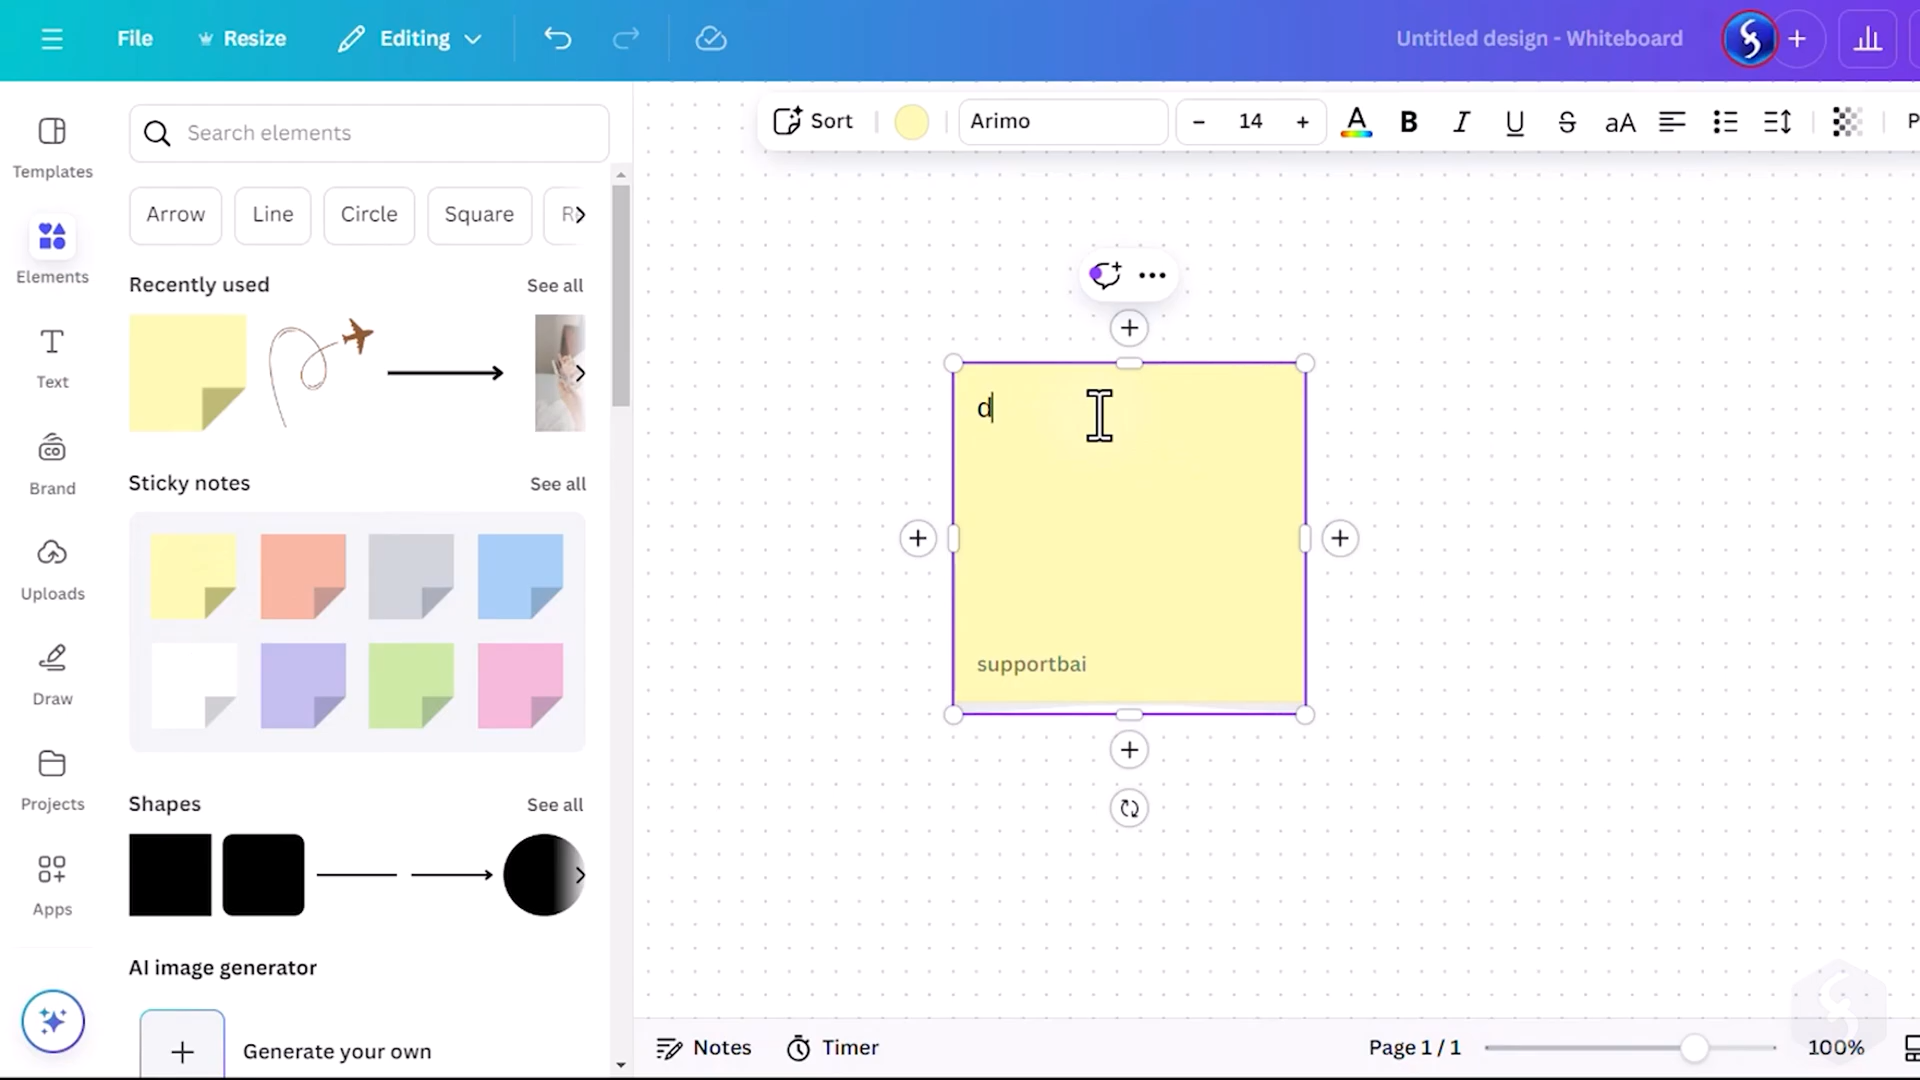 File
Resize
Editing
Untitled design - Whiteboard
Templates
Elements
Text
Brand
Uploads
Draw
Projects
Apps
Search elements
Arrow
Line
Circle
Square
Recently used
See all
Sticky notes
See all
Shapes
See all
AI image generator
Generate your own
Sort
Arimo
14
A
B
I
U
S
aA
P
d
supportbai
co
Notes
Timer
Page 1 / 1
100%